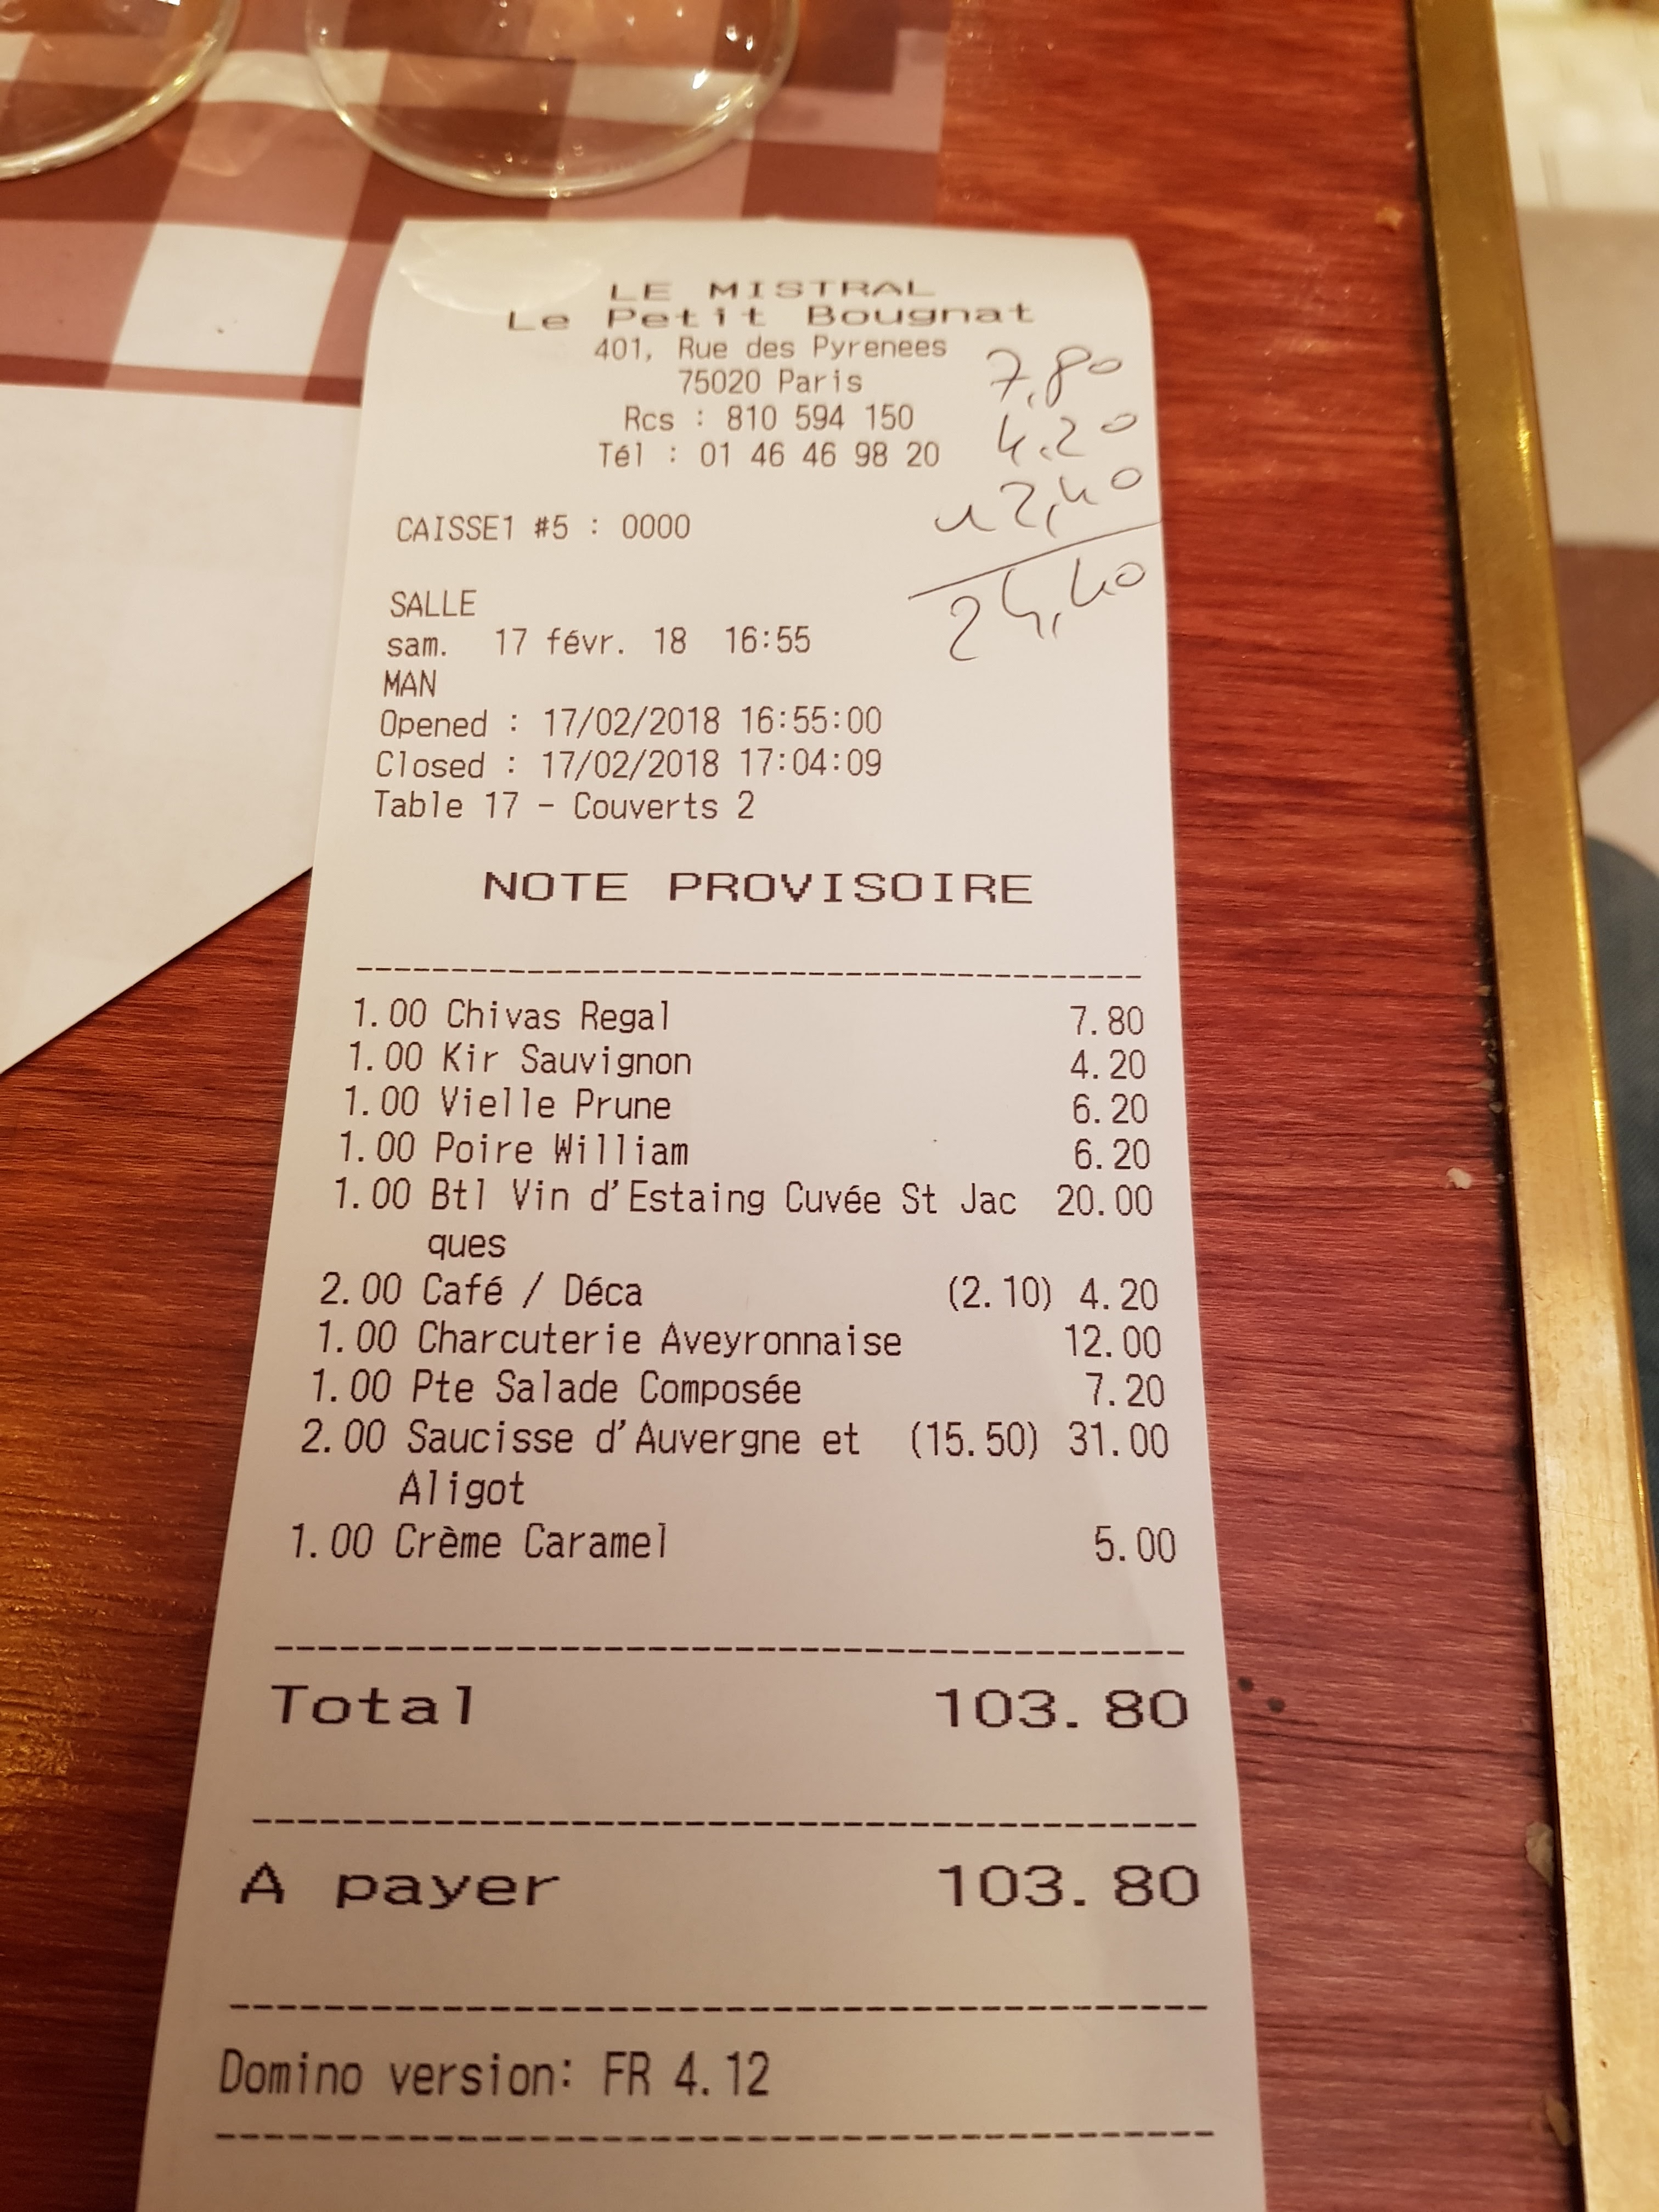 LE MISTRAL
Le Petit Bougnat
401, Rue des Pyrenees
75020 Paris
Rcs : 810 594 150
Tél : 01 46 46 98 20
7,80
4,20
12,40
24,40
CAISSE1 #5 : 0000
SALLE
sam. 17 févr. 18 16:55
MAN
Opened : 17/02/2018 16:55:00
Closed : 17/02/2018 17:04:09
Table 17 - Couverts 2
NOTE PROVISOIRE
1.00 Chivas Regal 7.80
1.00 Kir Sauvignon 4.20
1.00 Vielle Prune 6.20
1.00 Poire William 6.20
1.00 Btl Vin d'Estaing Cuvée St Jac 20.00
ques
2.00 Café / Déca (2.10) 4.20
1.00 Charcuterie Aveyronnaise 12.00
1.00 Pte Salade Composée 7.20
2.00 Saucisse d'Auvergne et (15.50) 31.00
Aligot
1.00 Crème Caramel 5.00
Total 103.80
A payer 103.80
Domino version: FR 4.12